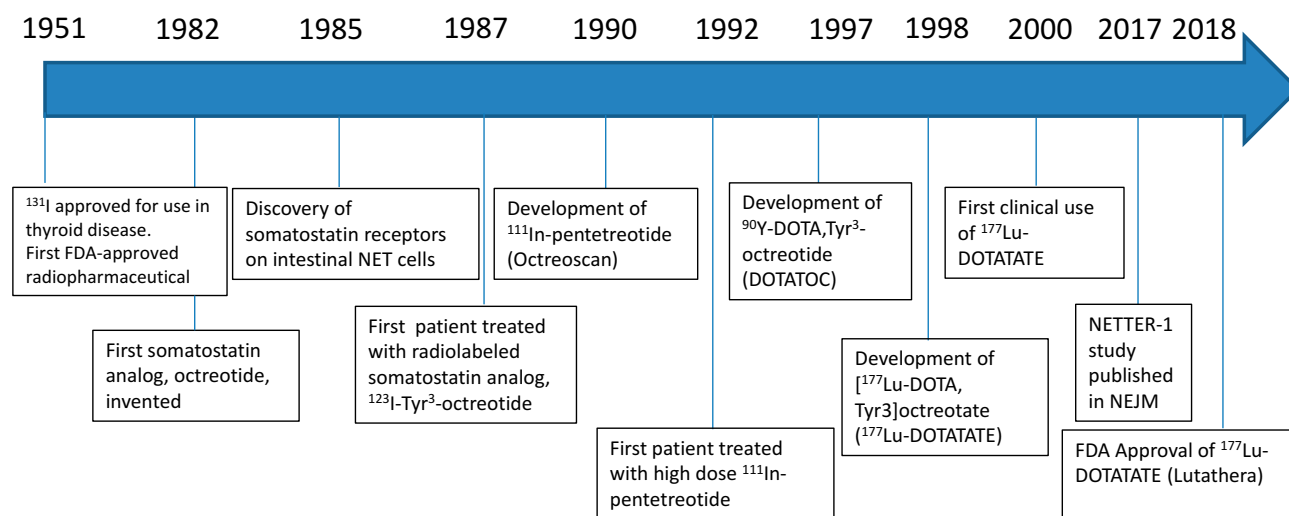 1951 1982 1985 1987 1990 1992 1997 1998 2000 2017 2018
¹³¹I approved for use in
thyroid disease.
First FDA-approved
radiopharmaceutical
First somatostatin
analog, octreotide,
invented
Discovery of
somatostatin receptors
on intestinal NET cells
First patient treated
with radiolabeled
somatostatin analog,
¹²³I-Tyr³-octreotide
Development of
¹¹¹In-pentetreotide
(Octreoscan)
First patient treated
with high dose ¹¹¹In-
pentetreotide
Development of
⁹⁰Y-DOTA,Tyr³-
octreotide
(DOTATOC)
Development of
[¹⁷⁷Lu-DOTA,
Tyr3]octreotate
(¹⁷⁷Lu-DOTATATE)
First clinical use
of ¹⁷⁷Lu-
DOTATATE
NETTER-1
study
published
in NEJM
FDA Approval of ¹⁷⁷Lu-
DOTATATE (Lutathera)